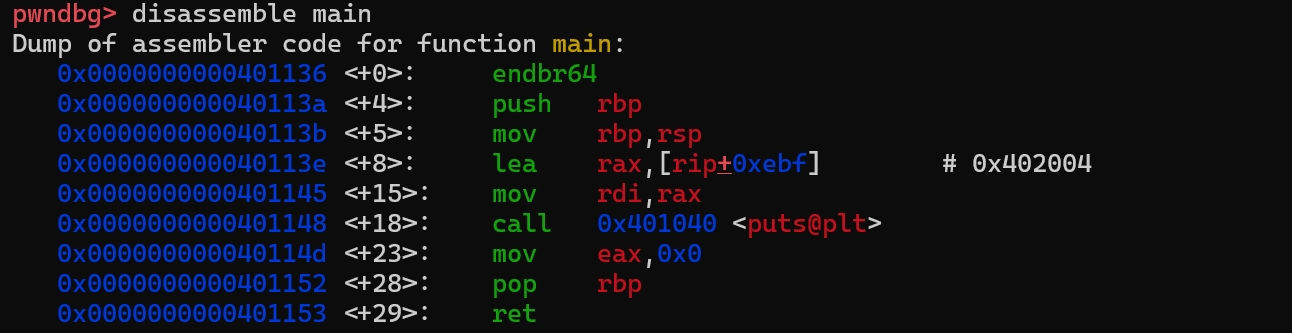 pwndbg> disassemble main
Dump of assembler code for function main:
0x0000000000401136 <+0>: endbr64
0x000000000040113a <+4>: push rbp
0x000000000040113b <+5>: mov rbp,rsp
0x000000000040113e <+8>: lea rax,[rip+0xebf] # 0x402004
0x0000000000401145 <+15>: mov rdi,rax
0x0000000000401148 <+18>: call 0x401040 <puts@plt>
0x000000000040114d <+23>: mov eax,0x0
0x0000000000401152 <+28>: pop rbp
0x0000000000401153 <+29>: ret